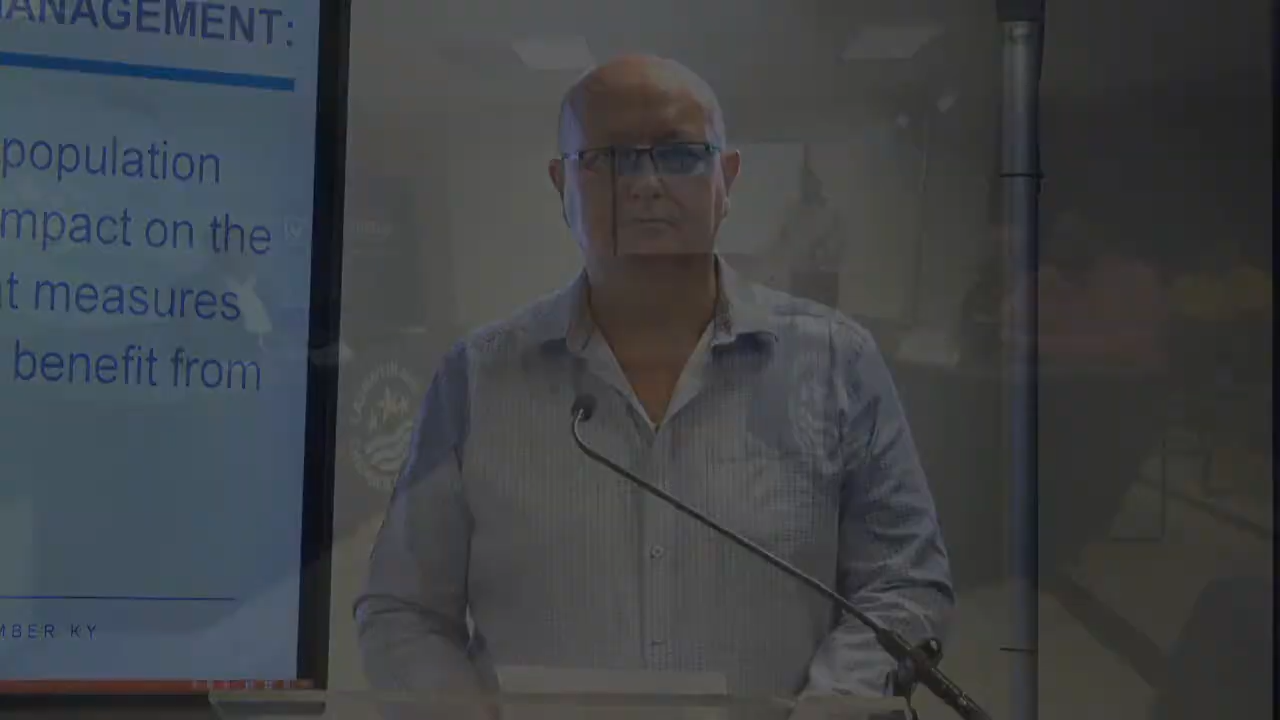 ANAGEMENT:
population
mpact on the
t measures
benefit from
MBER KY